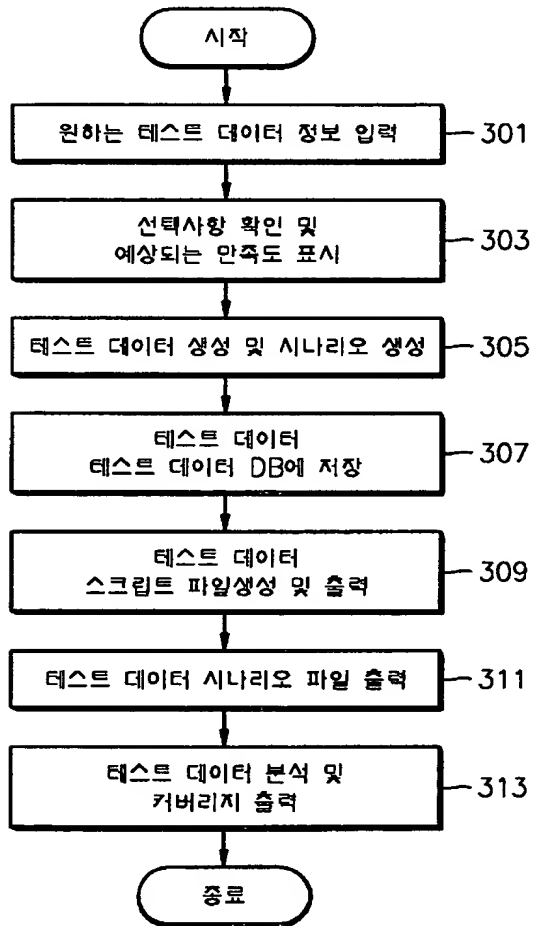 시작
원하는 테스트 데이터 정보 입력
301
선택사항 확인 및
예상되는 만족도 표시
303
테스트 데이터 생성 및 시나리오 생성
305
테스트 데이터
테스트 데이터 DB에 저장
307
테스트 데이터
스크립트 파일생성 및 출력
309
테스트 데이터 시나리오 파일 출력
311
테스트 데이터 분석 및
커버리지 출력
313
종료